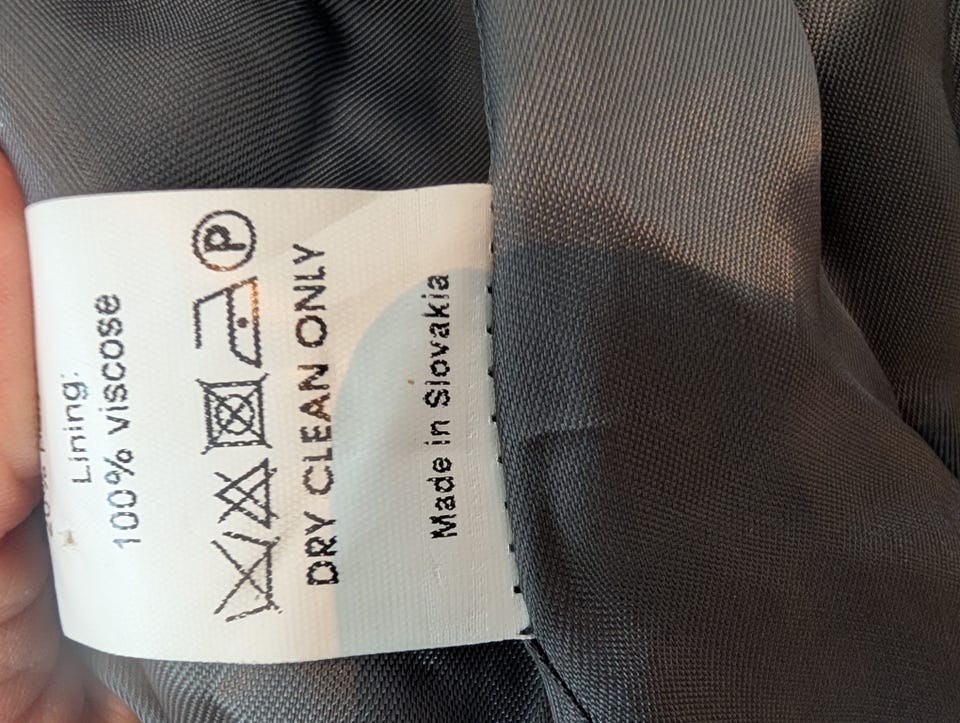 Lining:
100% viscose
P
DRY CLEAN ONLY
Made in Slovakia